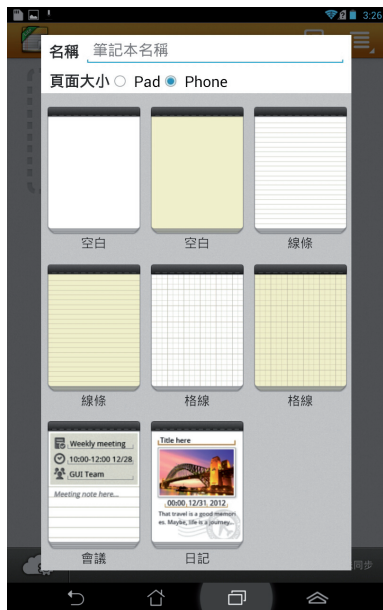 3:26
名稱 筆記本名稱
頁面大小 Pad Phone
空白 空白 線條
線條 格線 格線
Weekly meeting
10:00-12:00 12/28
GUI Team
Meeting note here...
會議
Title here
00:00, 12/31, 2012
That travel is a good memori
es. Maybe, life is a journey...
日記
同步